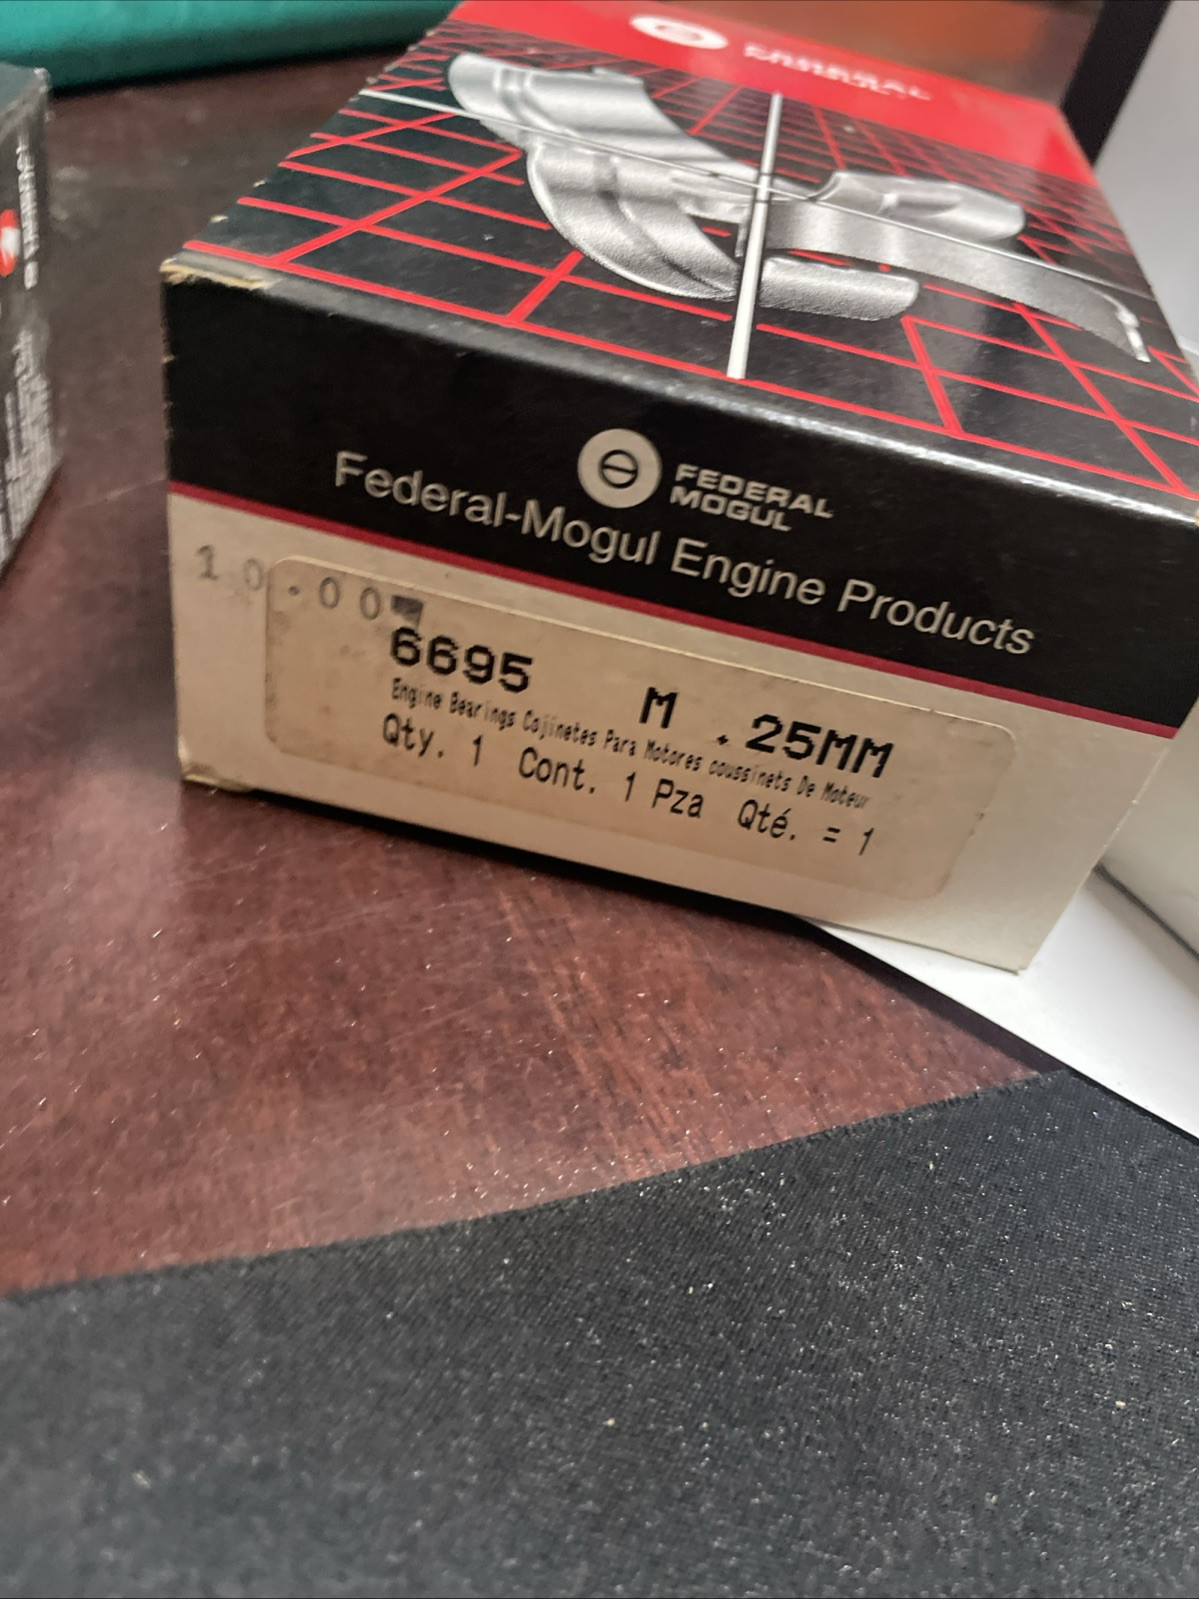 FEDERAL
MOGUL
Federal-Mogul Engine Products
10.00
6695 M .25MM
Engine Bearings Cojinetes Para Motores coussinets De Moteur
Qty. 1 Cont. 1 Pza Qté. = 1